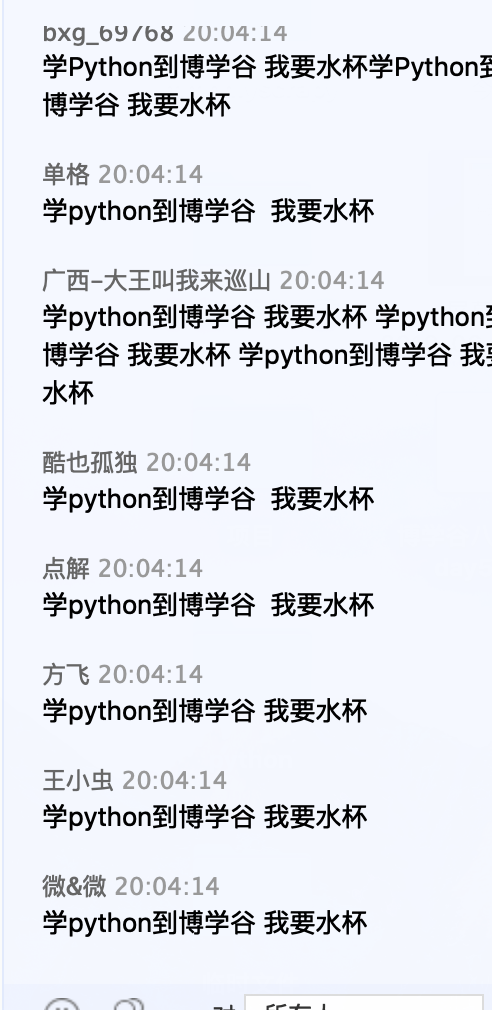 bxg_69768 20:04:14
学Python到博学谷 我要水杯学Python到
博学谷 我要水杯
单格 20:04:14
学python到博学谷  我要水杯
广西-大王叫我来巡山 20:04:14
学python到博学谷 我要水杯 学python到
博学谷 我要水杯 学python到博学谷 我要
水杯
酷也孤独 20:04:14
学python到博学谷  我要水杯
点解 20:04:14
学python到博学谷  我要水杯
方飞 20:04:14
学python到博学谷 我要水杯
王小虫 20:04:14
学python到博学谷 我要水杯
微&微 20:04:14
学python到博学谷 我要水杯
对 所有人